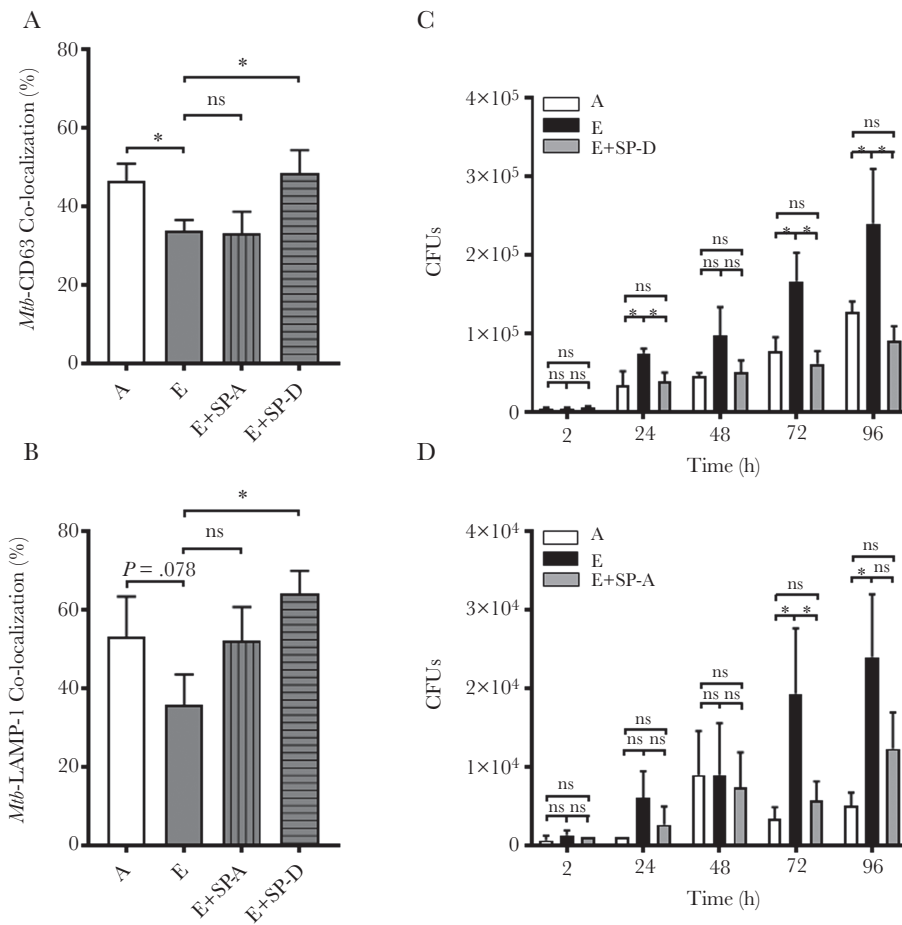 A
Mtb-CD63 Co-localization (%)
80
60
40
20
0
*
ns
*
A
E
E+SP-A
E+SP-D
B
Mtb-LAMP-1 Co-localization (%)
80
60
40
20
0
*
ns
P = .078
A
E
E+SP-A
E+SP-D
C
CFUs
4×10⁵
3×10⁵
2×10⁵
1×10⁵
0
A
E
E+SP-D
ns
ns ns
ns
* *
ns
ns ns
ns
* *
ns
* *
2
24
48
72
96
Time (h)
D
CFUs
4×10⁴
3×10⁴
2×10⁴
1×10⁴
0
A
E
E+SP-A
ns
ns ns
ns
ns ns
ns
ns ns
ns
* *
ns
* ns
2
24
48
72
96
Time (h)